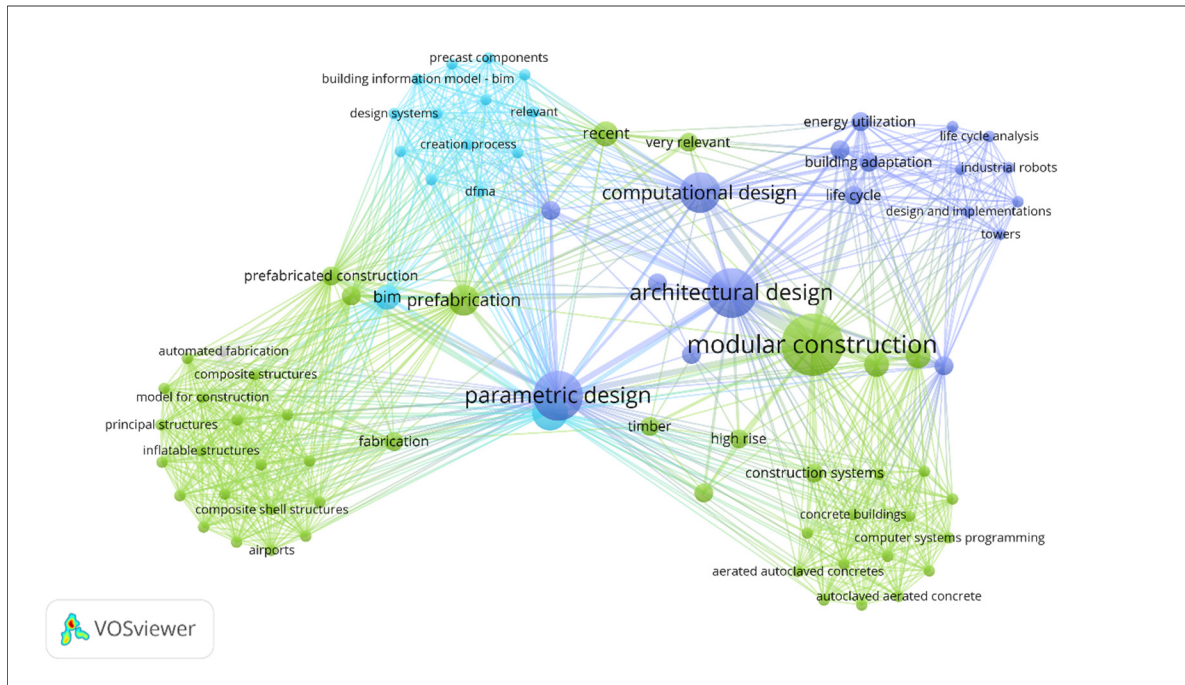 precast components
building information model - bim
design systems
relevant
creation process
dfma
recent
very relevant
energy utilization
life cycle analysis
building adaptation
industrial robots
computational design
life cycle
design and implementations
towers
prefabricated construction
bim
prefabrication
architectural design
modular construction
automated fabrication
composite structures
model for construction
principal structures
inflatable structures
fabrication
composite shell structures
airports
parametric design
timber
high rise
construction systems
concrete buildings
computer systems programming
aerated autoclaved concretes
autoclaved aerated concrete
VOSviewer